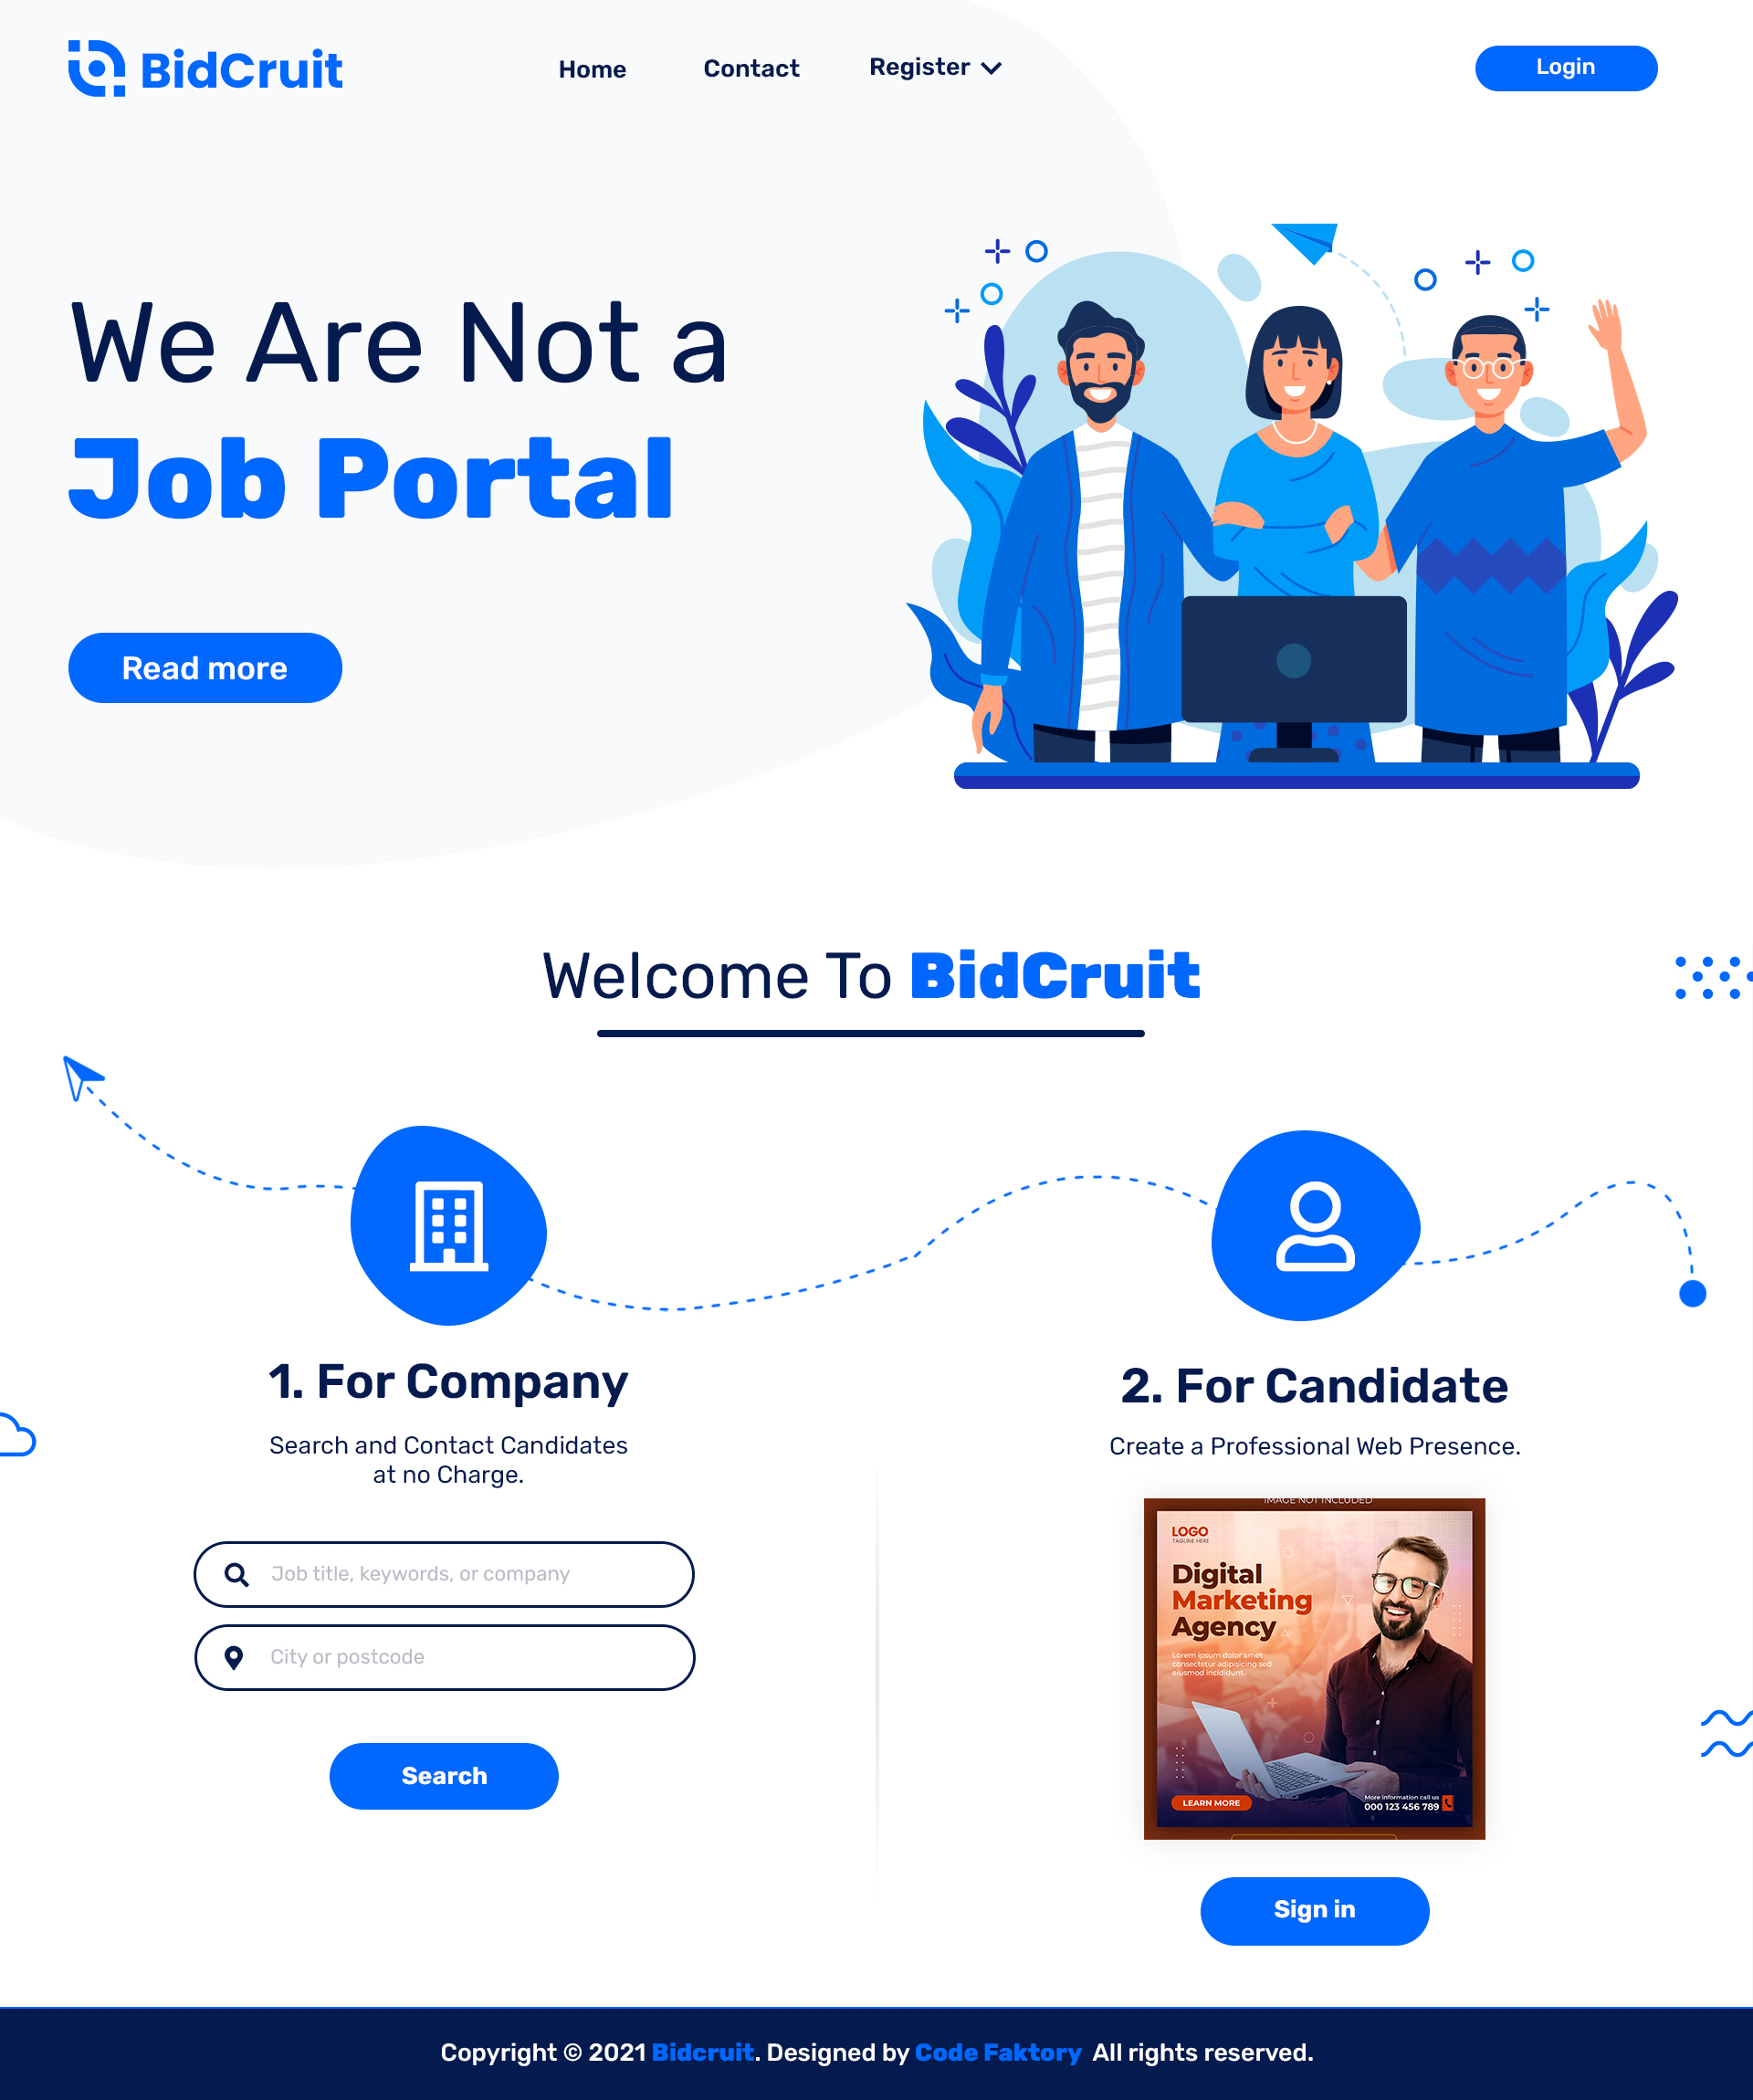 BidCruit
Home
Contact
Register
Login
We Are Not a
Job Portal
Read more
Welcome To BidCruit
1. For Company
Search and Contact Candidates
at no Charge.
Job title, keywords, or company
City or postcode
Search
2. For Candidate
Create a Professional Web Presence.
IMAGE NOT INCLUDED
LOGO
TAGLINE HERE
Digital
Marketing
Agency
Lorem ipsum dolor amet
consectetur adipisicing sed
eiusmod incididunt.
LEARN MORE
More information call us
000 123 456 789
Sign in
Copyright © 2021 Bidcruit. Designed by Code Faktory All rights reserved.